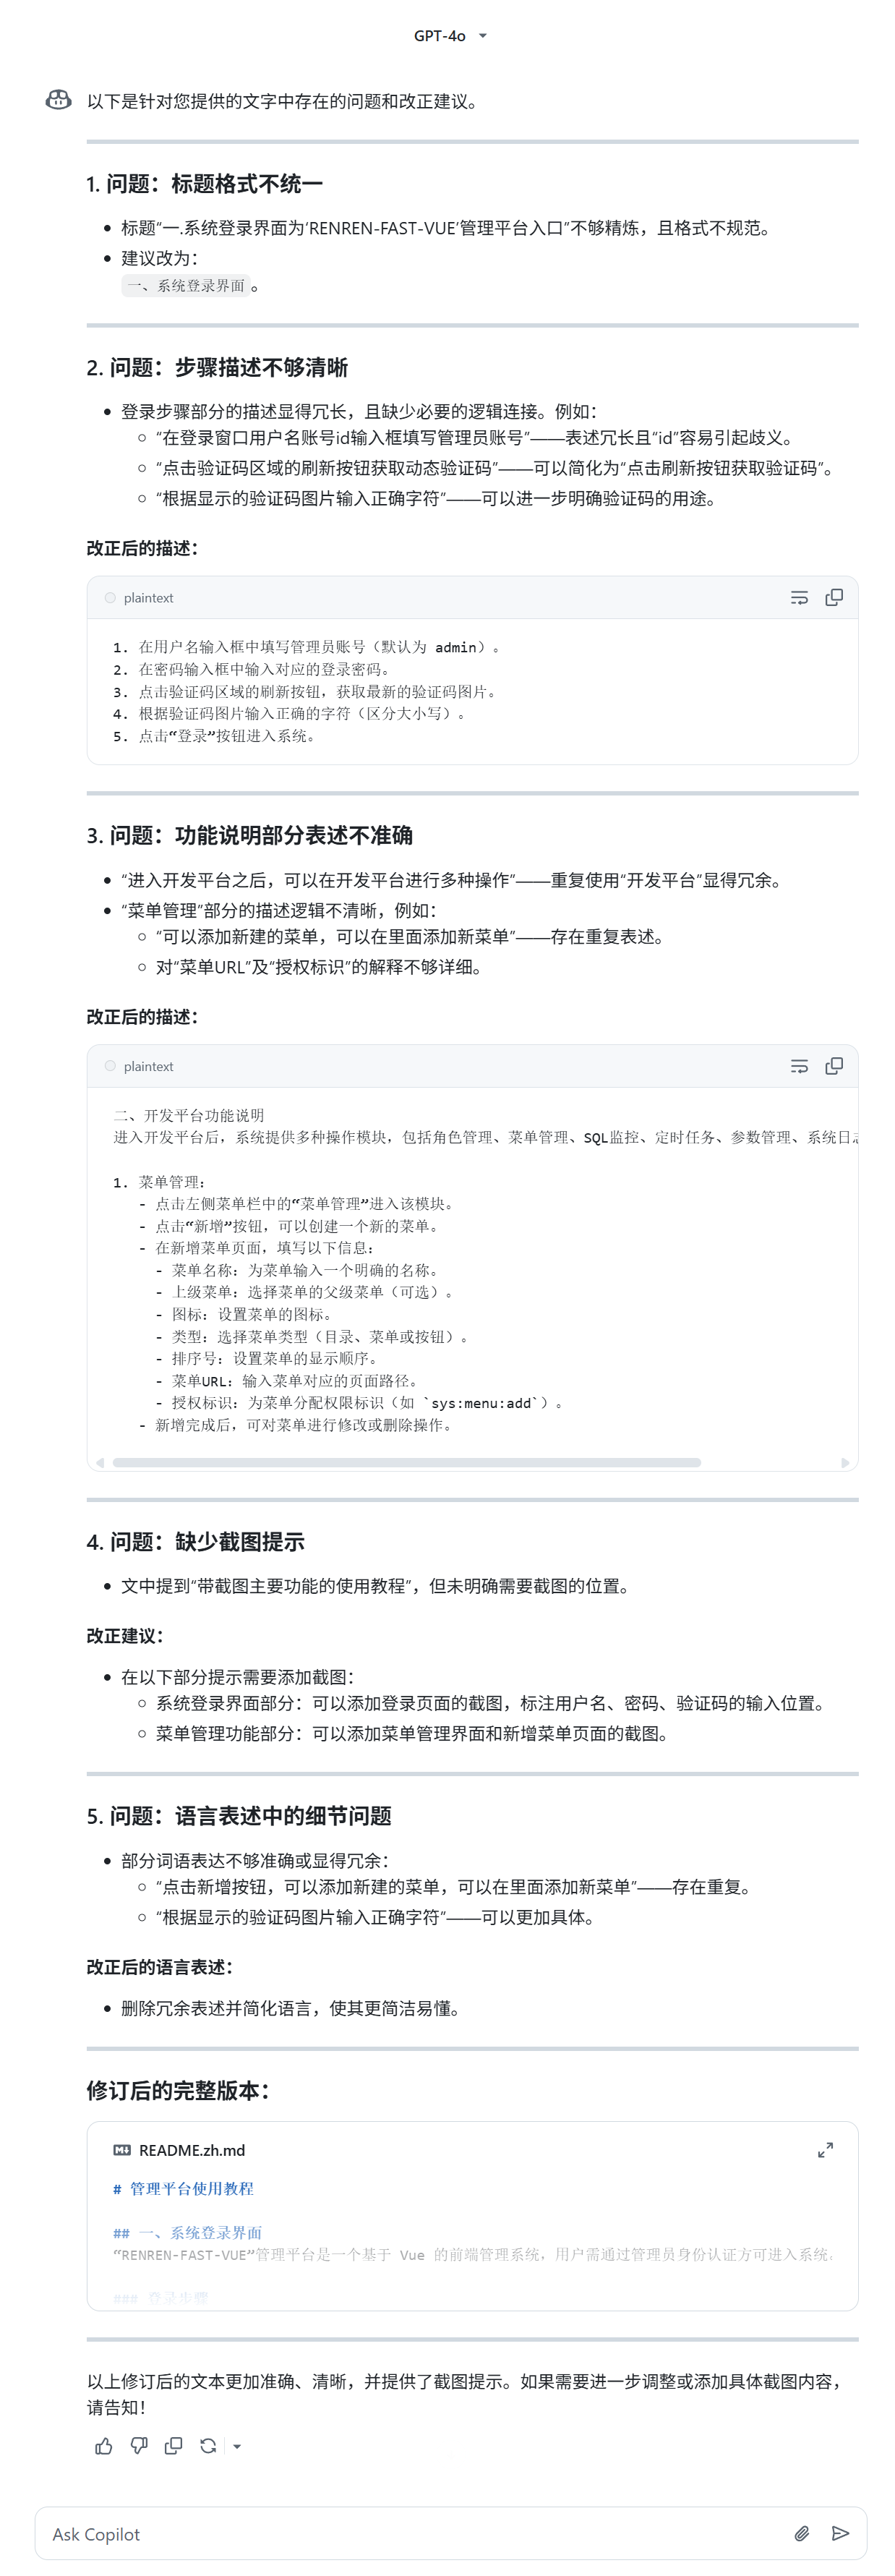 GPT-4o
以下是针对您提供的文字中存在的问题和改正建议。
1. 问题：标题格式不统一
标题“一.系统登录界面为‘RENREN-FAST-VUE’管理平台入口”不够精炼，且格式不规范。
建议改为：
一、系统登录界面。
2. 问题：步骤描述不够清晰
登录步骤部分的描述显得冗长，且缺少必要的逻辑连接。例如：
“在登录窗口用户名账号id输入框填写管理员账号”——表述冗长且“id”容易引起歧义。
“点击验证码区域的刷新按钮获取动态验证码”——可以简化为“点击刷新按钮获取验证码”。
“根据显示的验证码图片输入正确字符”——可以进一步明确验证码的用途。
改正后的描述：
plaintext
1. 在用户名输入框中填写管理员账号（默认为 admin）。
2. 在密码输入框中输入对应的登录密码。
3. 点击验证码区域的刷新按钮，获取最新的验证码图片。
4. 根据验证码图片输入正确的字符（区分大小写）。
5. 点击“登录”按钮进入系统。
3. 问题：功能说明部分表述不准确
“进入开发平台之后，可以在开发平台进行多种操作”——重复使用“开发平台”显得冗余。
“菜单管理”部分的描述逻辑不清晰，例如：
“可以添加新建的菜单，可以在里面添加新菜单”——存在重复表述。
对“菜单URL”及“授权标识”的解释不够详细。
改正后的描述：
plaintext
二、开发平台功能说明
进入开发平台后，系统提供多种操作模块，包括角色管理、菜单管理、SQL监控、定时任务、参数管理、系统日
1. 菜单管理：
- 点击左侧菜单栏中的“菜单管理”进入该模块。
- 点击“新增”按钮，可以创建一个新的菜单。
- 在新增菜单页面，填写以下信息：
- 菜单名称：为菜单输入一个明确的名称。
- 上级菜单：选择菜单的父级菜单（可选）。
- 图标：设置菜单的图标。
- 类型：选择菜单类型（目录、菜单或按钮）。
- 排序号：设置菜单的显示顺序。
- 菜单URL：输入菜单对应的页面路径。
- 授权标识：为菜单分配权限标识（如 `sys:menu:add`）。
- 新增完成后，可对菜单进行修改或删除操作。
4. 问题：缺少截图提示
文中提到“带截图主要功能的使用教程”，但未明确需要截图的位置。
改正建议：
在以下部分提示需要添加截图：
系统登录界面部分：可以添加登录页面的截图，标注用户名、密码、验证码的输入位置。
菜单管理功能部分：可以添加菜单管理界面和新增菜单页面的截图。
5. 问题：语言表述中的细节问题
部分词语表达不够准确或显得冗余：
“点击新增按钮，可以添加新建的菜单，可以在里面添加新菜单”——存在重复。
“根据显示的验证码图片输入正确字符”——可以更加具体。
改正后的语言表述：
删除冗余表述并简化语言，使其更简洁易懂。
修订后的完整版本：
README.zh.md
# 管理平台使用教程
## 一、系统登录界面
“RENREN-FAST-VUE”管理平台是一个基于 Vue 的前端管理系统，用户需通过管理员身份认证方可进入系统
### 登录步骤
以上修订后的文本更加准确、清晰，并提供了截图提示。如果需要进一步调整或添加具体截图内容，
请告知！
Ask Copilot